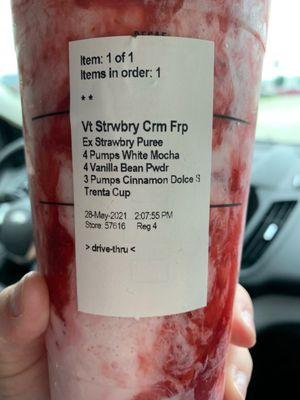 DECAF
Item: 1 of 1
Items in order: 1
* *
Vt Strwbry Crm Frp
Ex Strawbry Puree
4 Pumps White Mocha
4 Vanilla Bean Pwdr
3 Pumps Cinnamon Dolce S
Trenta Cup
28-May-2021 2:07:55 PM
Store: 57616 Reg 4
> drive-thru <